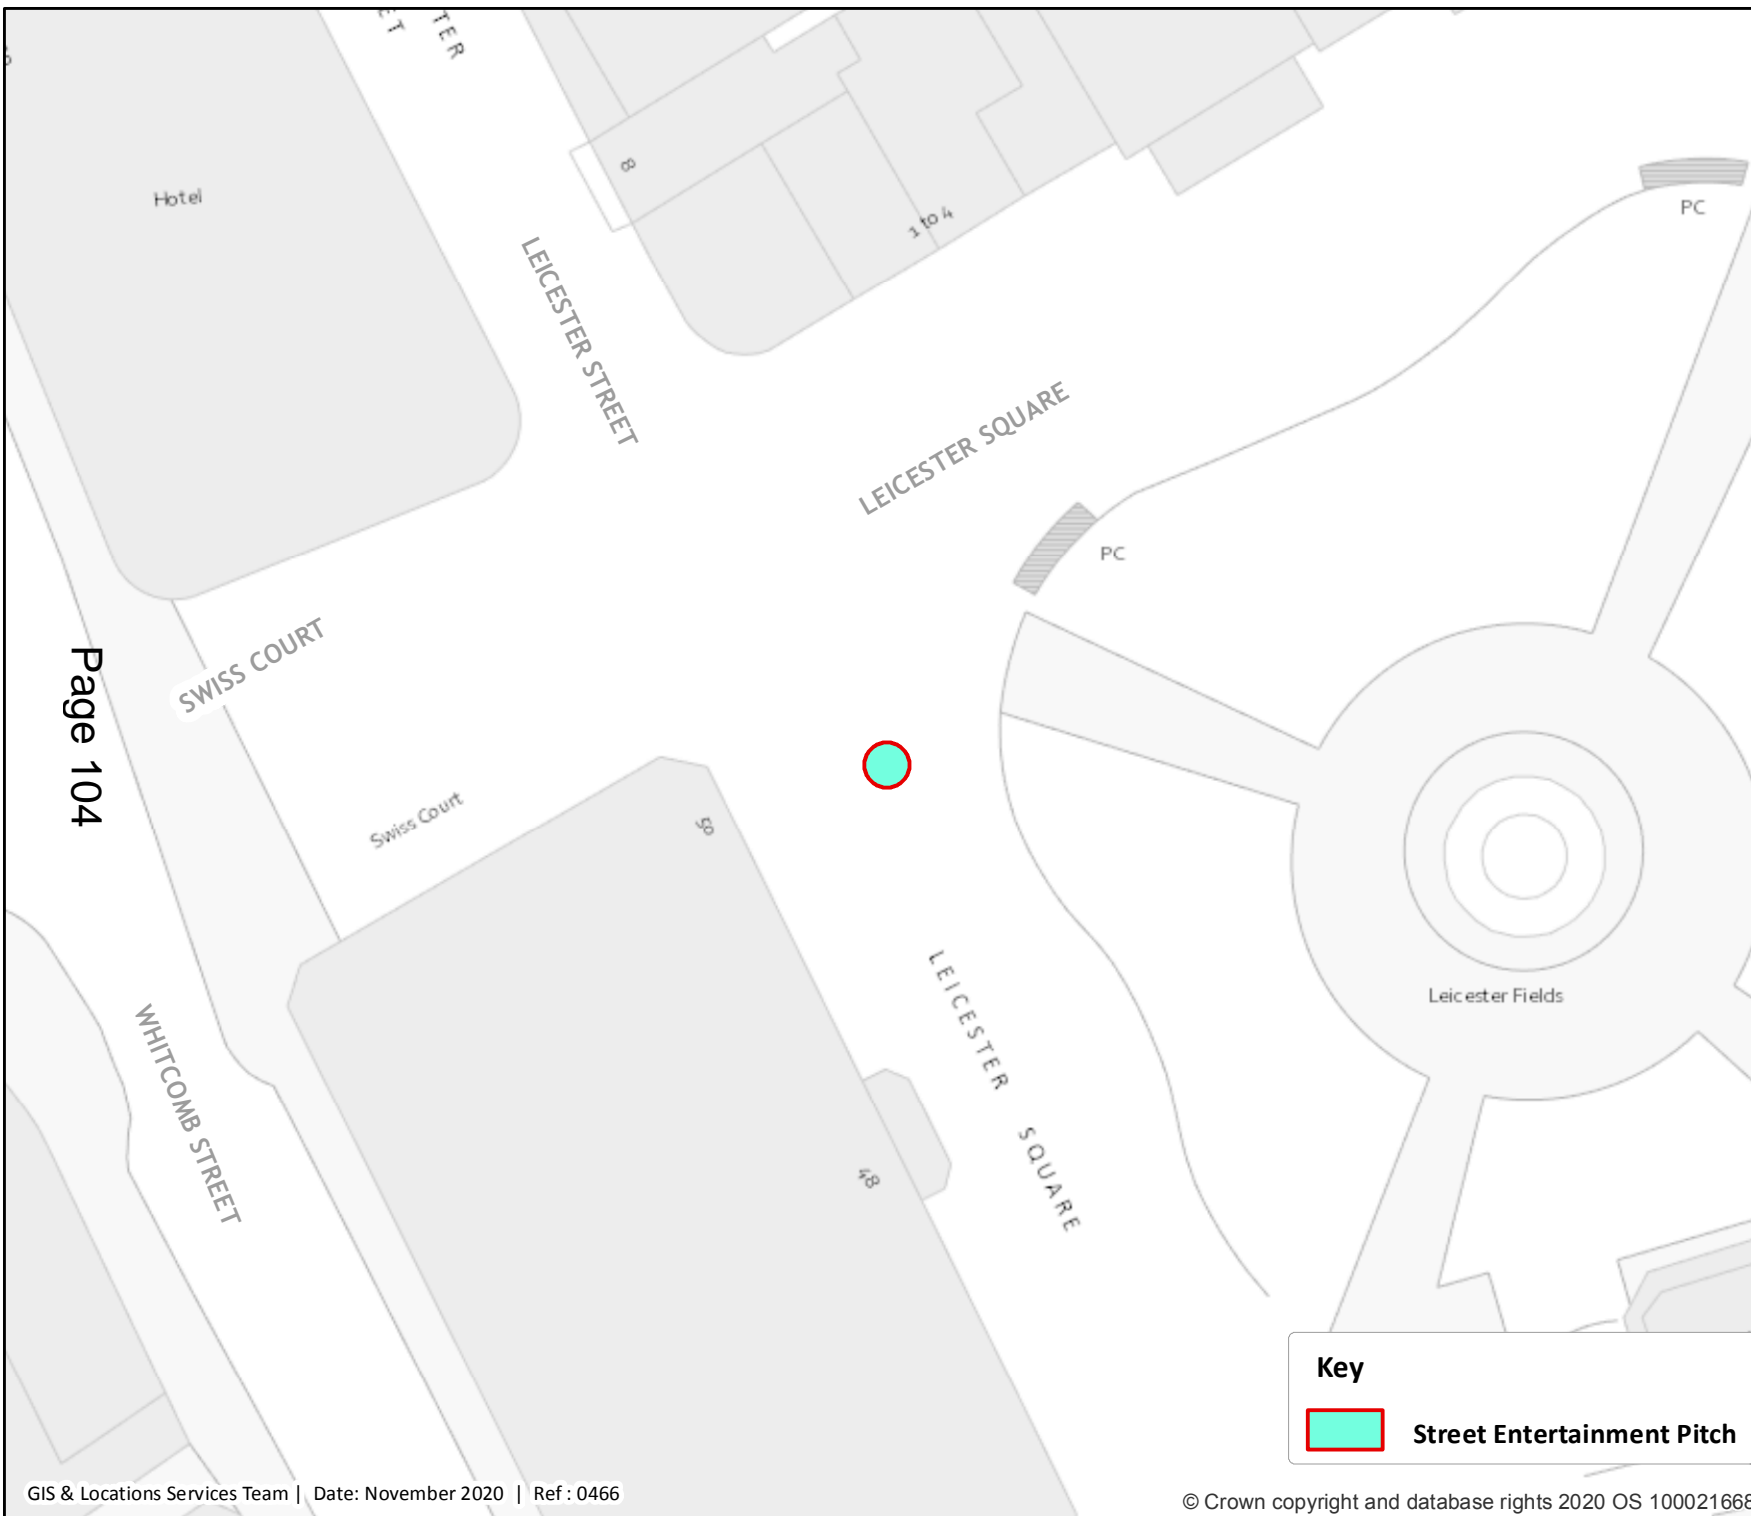 TER
ET
Hotel
8
1 to 4
PC
LEICESTER STREET
LEICESTER SQUARE
PC
SWISS COURT
Page 104
Swiss Court
50
LEICESTER SQUARE
Leicester Fields
WHITCOMB STREET
48
Key
Street Entertainment Pitch
GIS & Locations Services Team | Date: November 2020 | Ref : 0466
© Crown copyright and database rights 2020 OS 100021668